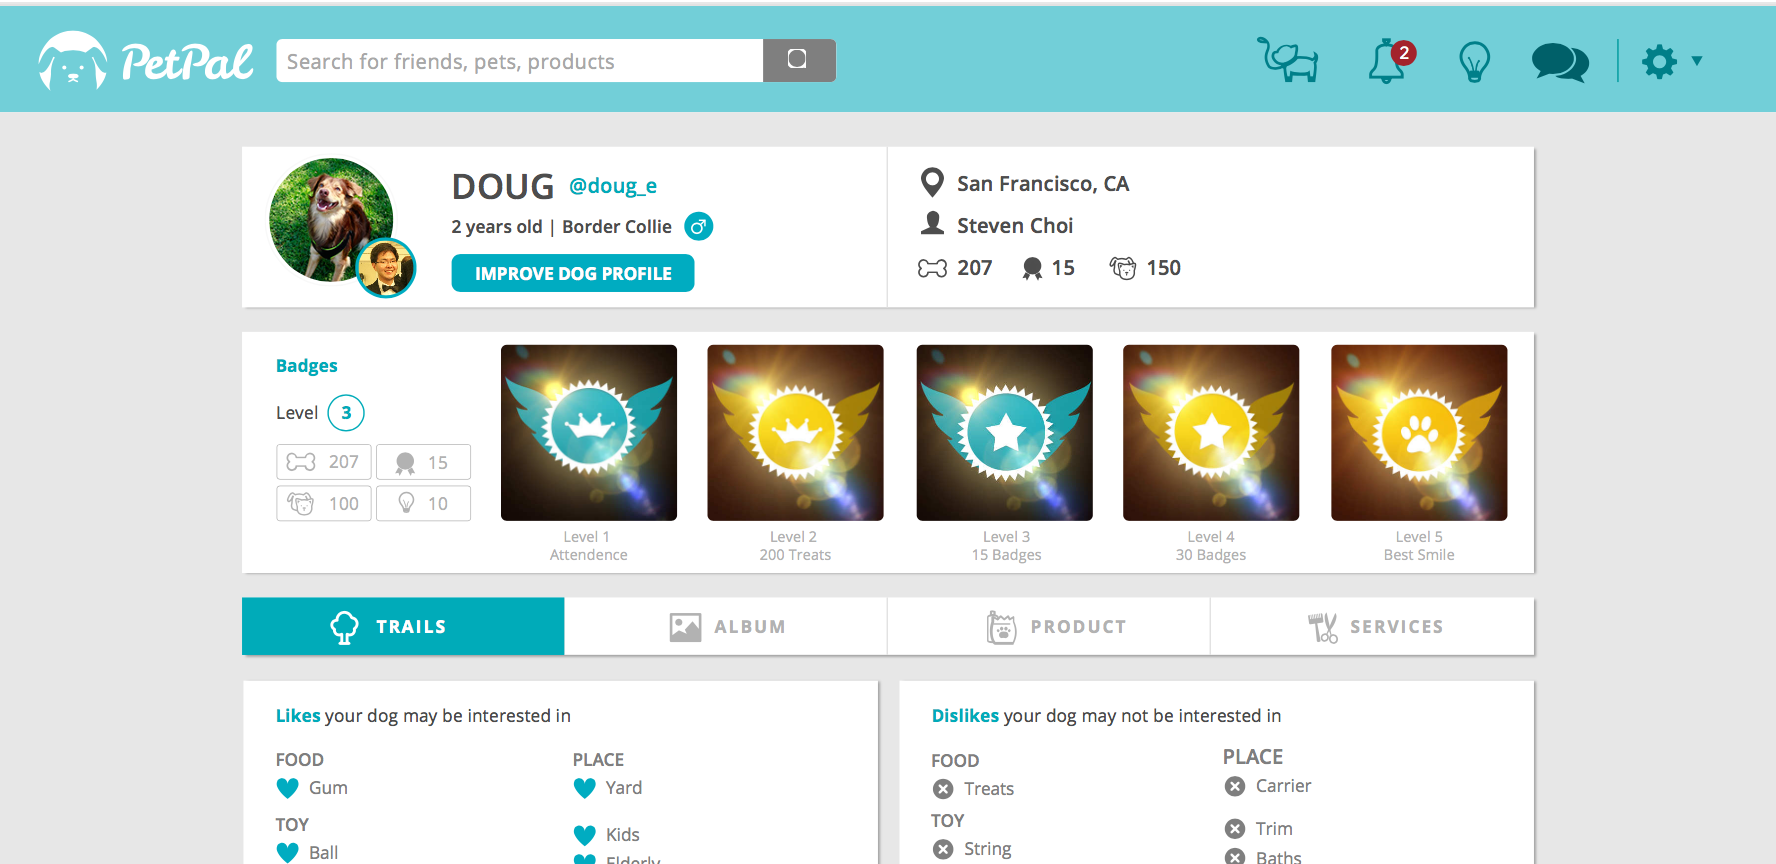 PetPal
Search for friends, pets, products
2
DOUG @doug_e
2 years old | Border Collie
IMPROVE DOG PROFILE
San Francisco, CA
Steven Choi
207 15 150
Badges
Level 3
207 15
100 10
Level 1
Attendence
Level 2
200 Treats
Level 3
15 Badges
Level 4
30 Badges
Level 5
Best Smile
TRAILS
ALBUM
PRODUCT
SERVICES
Likes your dog may be interested in
FOOD
Gum
TOY
Ball
PLACE
Yard
Kids
Elderly
Dislikes your dog may not be interested in
FOOD
Treats
TOY
String
PLACE
Carrier
Trim
Baths